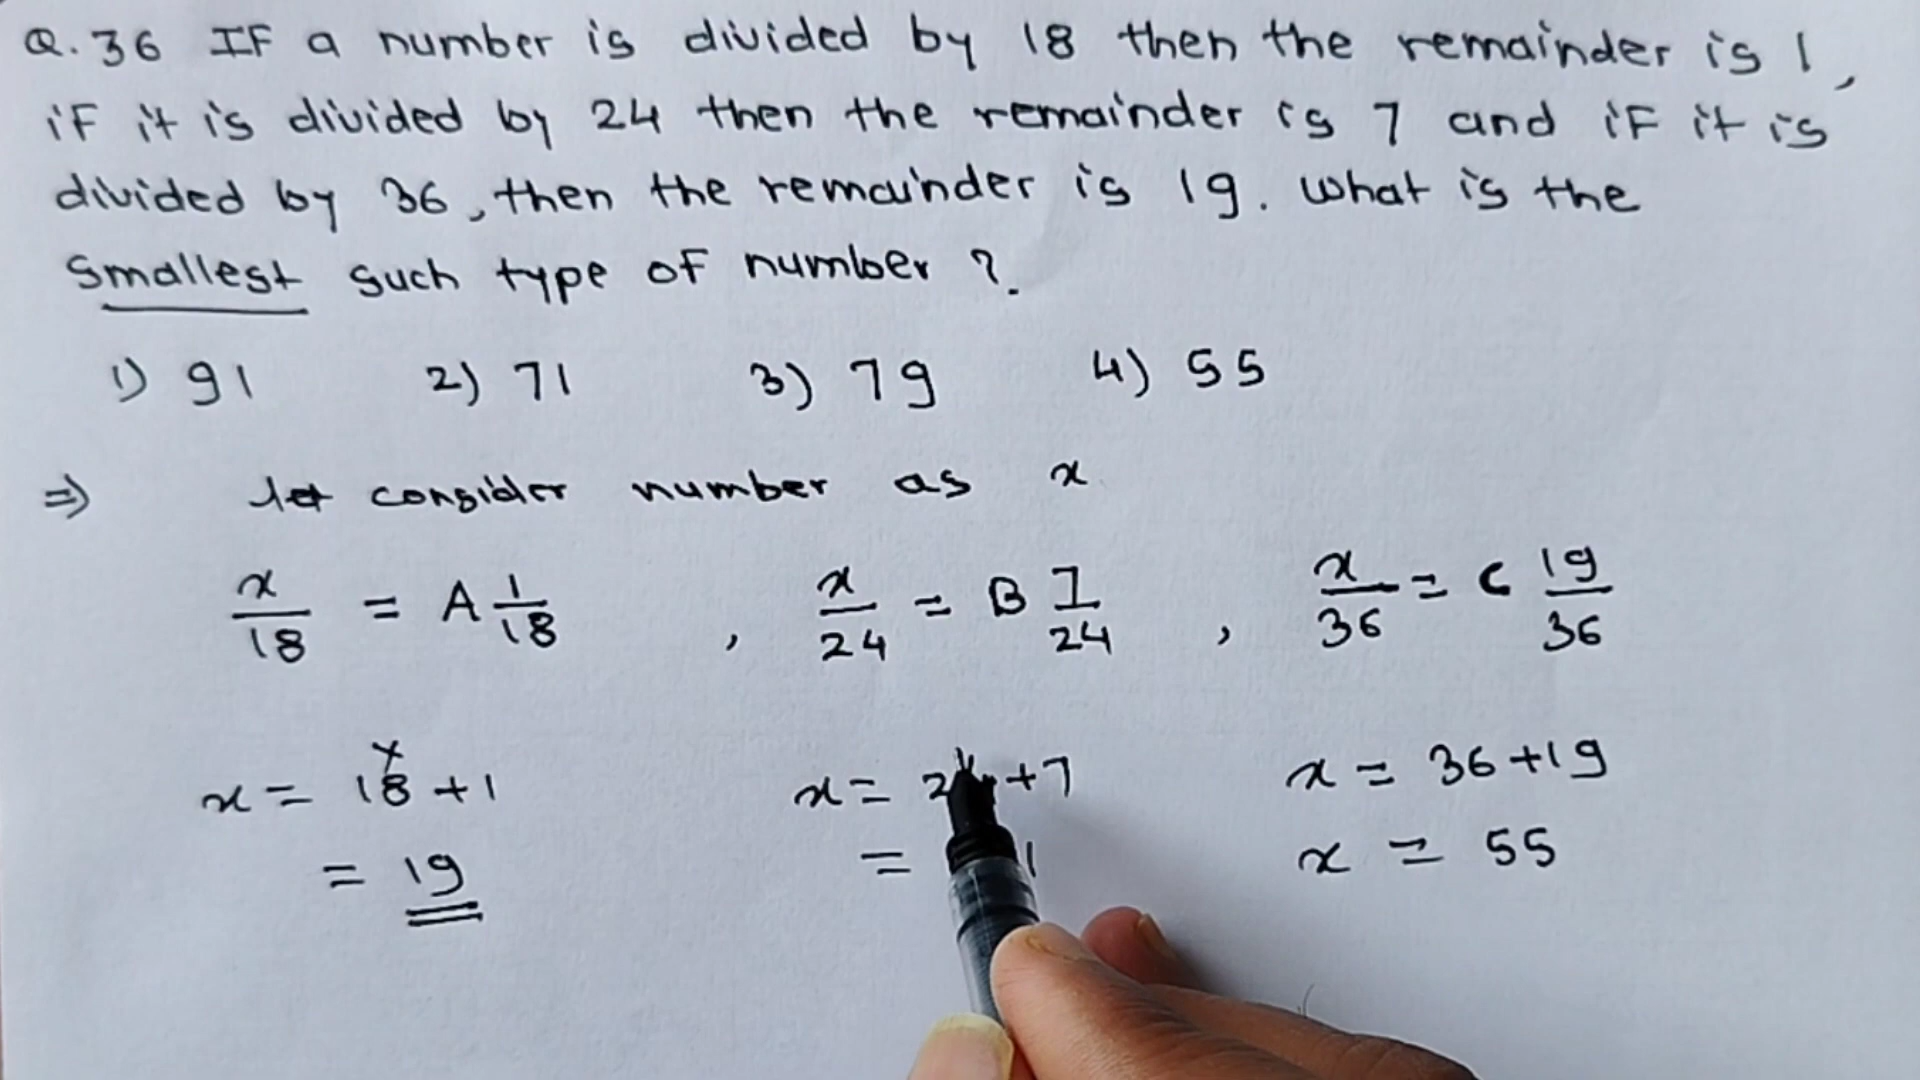 Q.36 IF a number is divided by 18 then the remainder is 1,
iF it is divided by 24 then the remainder is 7 and iF it is
divided by 36, then the remainder is 19. What is the
smallest such type of number?
1) 91 2) 71 3) 79 4) 55
⇒ let consider number as x
x/18 = A 1/18 , x/24 = B 7/24 , x/36 = C 19/36
x = 18 + 1 x = 2 + 7 x = 36 + 19
= 19 = 1 x = 55